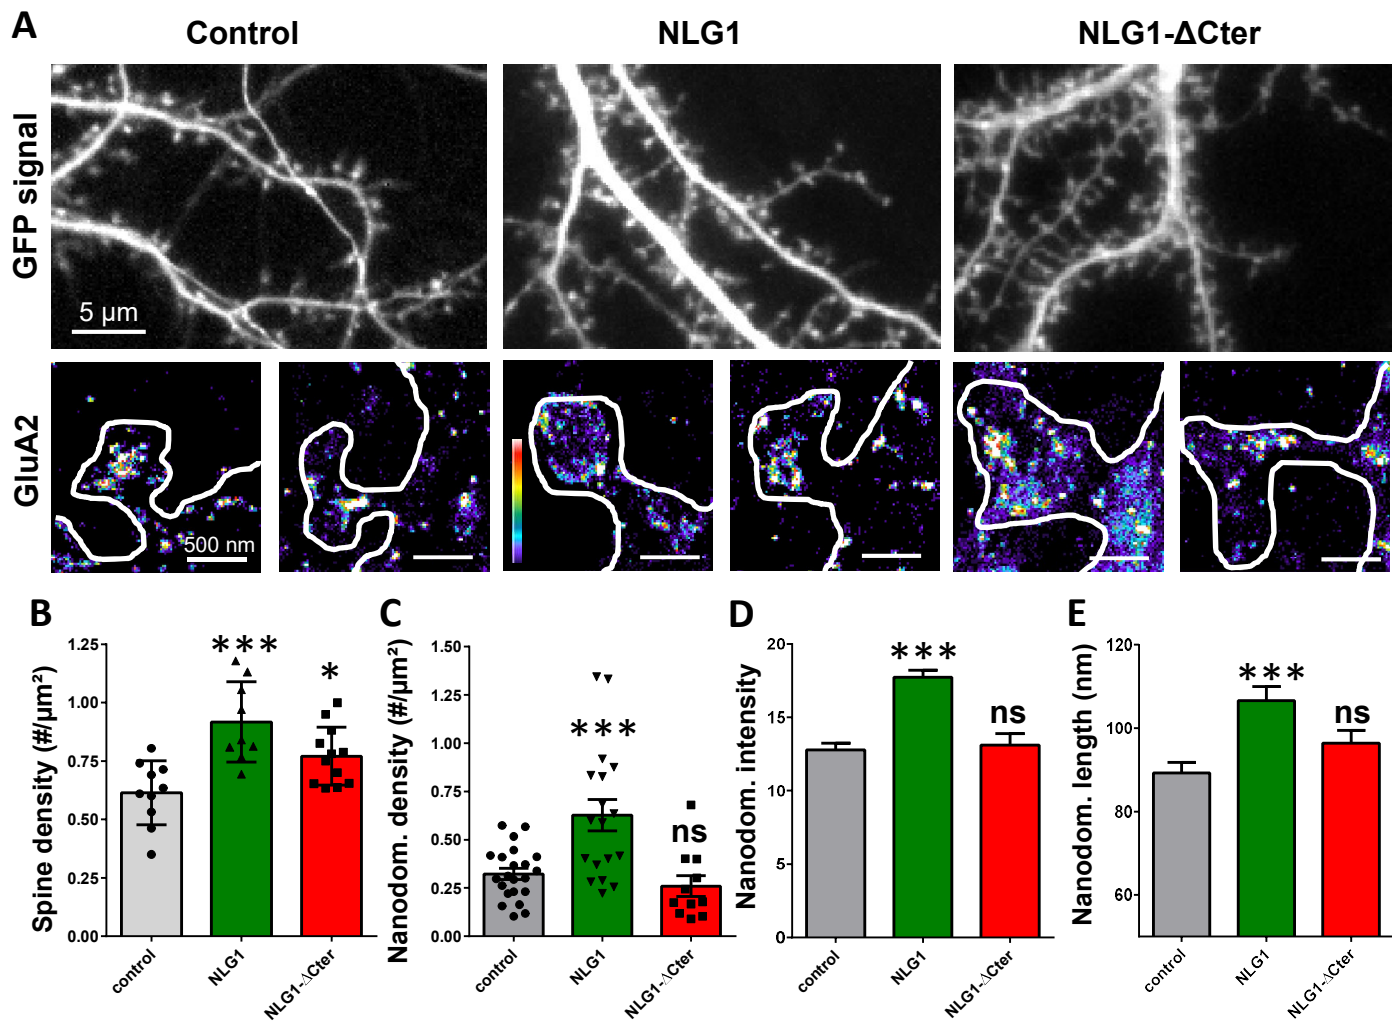 A
Control
NLG1
NLG1-ΔCter
GFP signal
5 µm
GluA2
500 nm
B
Spine density (#/µm²)
1.25
1.00
0.75
0.50
0.25
0.00
***
*
control
NLG1
NLG1-ΔCter
C
Nanodom. density (#/µm²)
1.50
1.25
1.00
0.75
0.50
0.25
0.00
***
ns
control
NLG1
NLG1-ΔCter
D
Nanodom. intensity
20
15
10
5
0
***
ns
control
NLG1
NLG1-ΔCter
E
Nanodom. length (nm)
120
100
80
60
***
ns
control
NLG1
NLG1-ΔCter